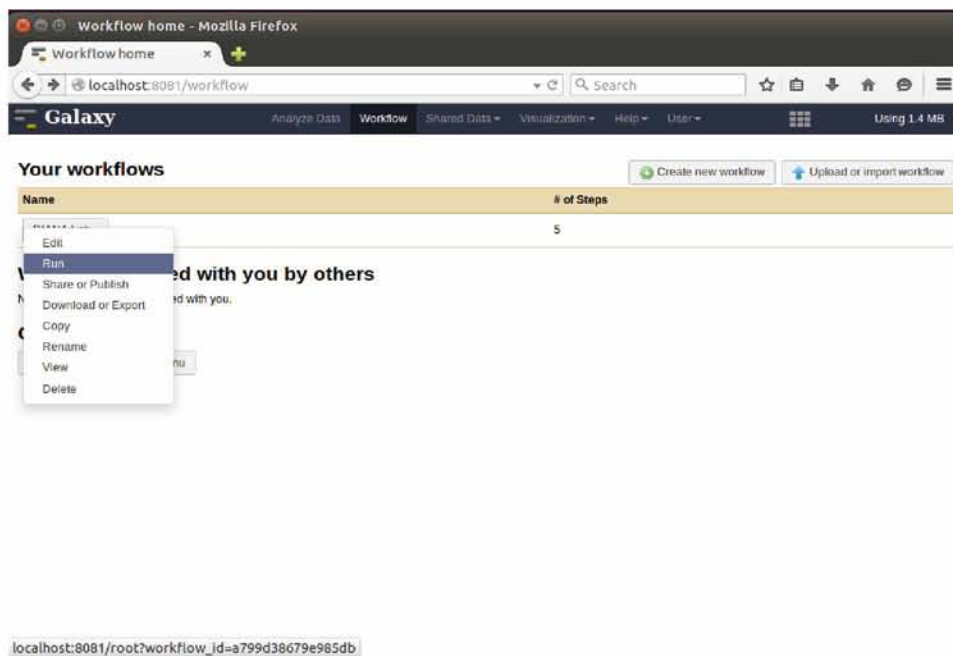 Workflow home - Mozilla Firefox
Workflow home ×
localhost:8081/workflow Search
Galaxy Analyze Data Workflow Shared Data Visualization Help User Using 1.4 MB
Your workflows Create new workflow Upload or import workflow
Name # of Steps
5
Edit
Run
ed with you by others
Share or Publish
ed with you.
Download or Export
Copy
Rename
View
nu
Delete
localhost:8081/root?workflow_id=a799d38679e985db